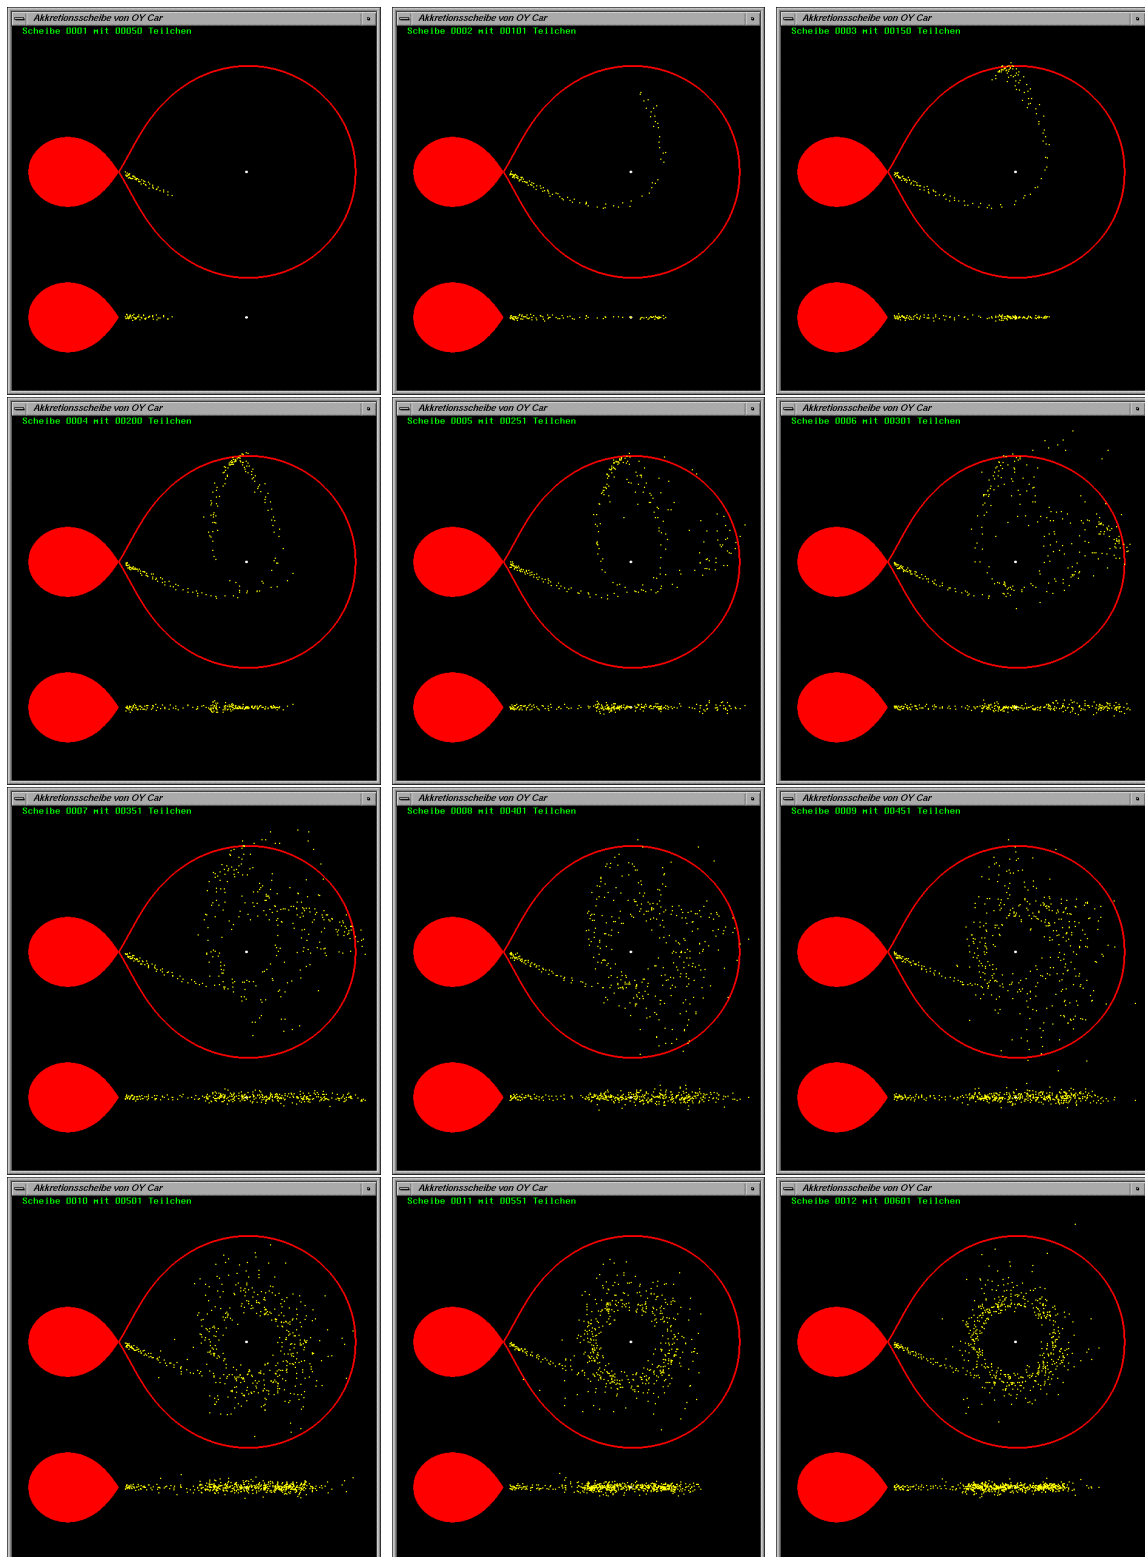 Akkretionsscheibe von OY Car
Scheibe 0001 mit 00050 Teilchen
Akkretionsscheibe von OY Car
Scheibe 0002 mit 00101 Teilchen
Akkretionsscheibe von OY Car
Scheibe 0003 mit 00150 Teilchen
Akkretionsscheibe von OY Car
Scheibe 0004 mit 00200 Teilchen
Akkretionsscheibe von OY Car
Scheibe 0005 mit 00251 Teilchen
Akkretionsscheibe von OY Car
Scheibe 0006 mit 00301 Teilchen
Akkretionsscheibe von OY Car
Scheibe 0007 mit 00351 Teilchen
Akkretionsscheibe von OY Car
Scheibe 0008 mit 00401 Teilchen
Akkretionsscheibe von OY Car
Scheibe 0009 mit 00451 Teilchen
Akkretionsscheibe von OY Car
Scheibe 0010 mit 00501 Teilchen
Akkretionsscheibe von OY Car
Scheibe 0011 mit 00551 Teilchen
Akkretionsscheibe von OY Car
Scheibe 0012 mit 00601 Teilchen